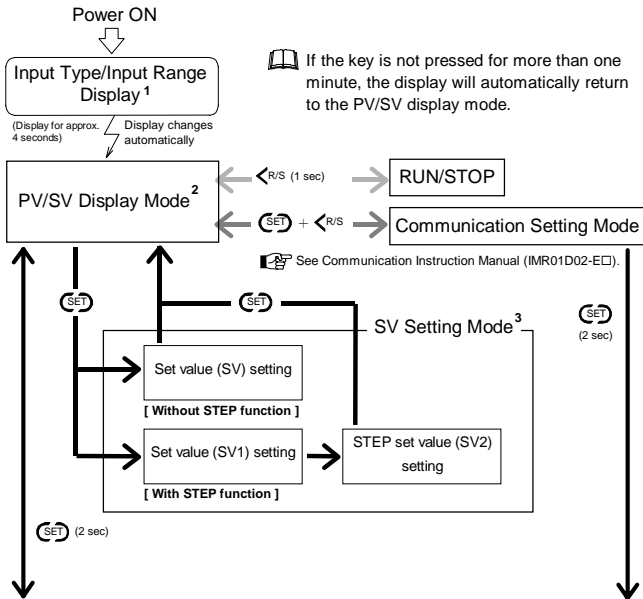 Power ON
Input Type/Input Range
Display 1
(Display for approx.
4 seconds)
Display changes
automatically
If the key is not pressed for more than one
minute, the display will automatically return
to the PV/SV display mode.
PV/SV Display Mode2
<R/S (1 sec)
RUN/STOP
SET + <R/S
Communication Setting Mode
See Communication Instruction Manual (IMR01D02-E□).
SET
SET
SET
(2 sec)
SV Setting Mode3
Set value (SV) setting
[ Without STEP function ]
Set value (SV1) setting
STEP set value (SV2)
setting
[ With STEP function ]
SET (2 sec)